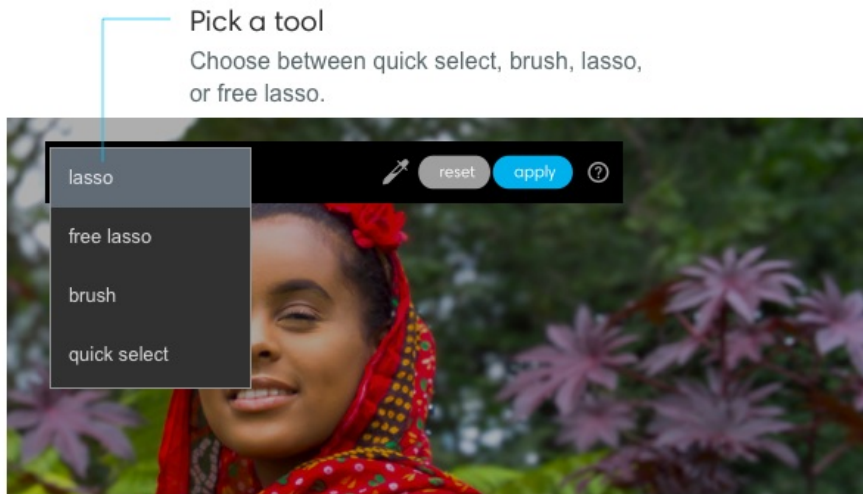 Pick a tool
Choose between quick select, brush, lasso,
or free lasso.
lasso
reset
apply
?
free lasso
brush
quick select